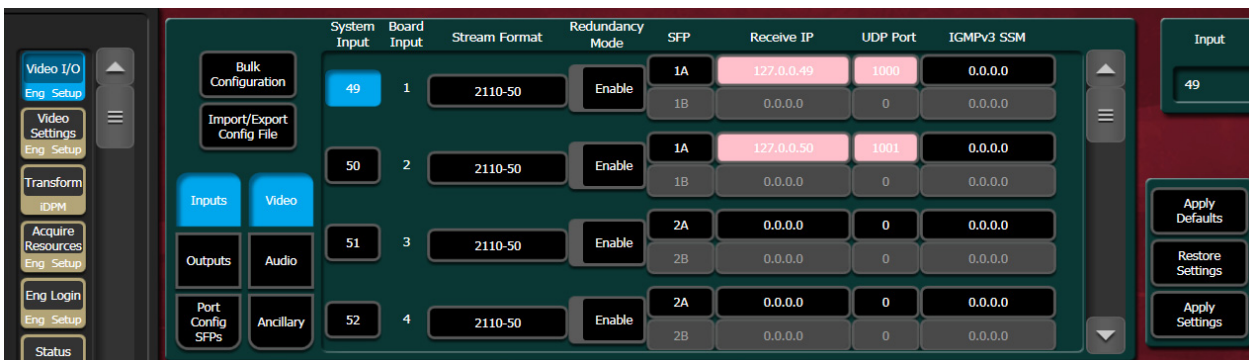 System Board Stream Format Redundancy SFP Receive IP UDP Port IGMPv3 SSM
Input Input Mode
Input
49
Video I/O
Eng Setup
Video
Settings
Eng Setup
Transform
iDPM
Acquire
Resources
Eng Setup
Eng Login
Eng Setup
Status
Bulk
Configuration
Import/Export
Config File
Inputs Video
Outputs Audio
Port
Config
SFPs
Ancillary
49 1 2110-50 Enable 1A 127.0.0.49 1000 0.0.0.0
1B 0.0.0.0 0 0.0.0.0
50 2 2110-50 Enable 1A 127.0.0.50 1001 0.0.0.0
1B 0.0.0.0 0 0.0.0.0
51 3 2110-50 Enable 2A 0.0.0.0 0 0.0.0.0
2B 0.0.0.0 0 0.0.0.0
52 4 2110-50 Enable 2A 0.0.0.0 0 0.0.0.0
2B 0.0.0.0 0 0.0.0.0
Apply
Defaults
Restore
Settings
Apply
Settings